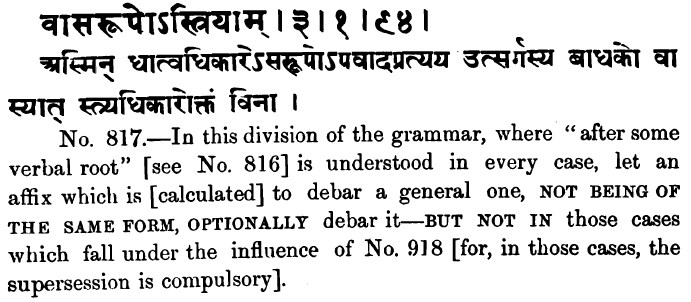 वासरूपोऽस्त्रियाम् । ३ । १ । ९४ ।
अस्मिन् धात्वधिकारेऽसरूपोऽपवादप्रत्यय उत्सर्गस्य बाधको वा
स्यात् स्त्र्यधिकारोक्तं विना ।
No. 817.—In this division of the grammar, where “after some
verbal root” [see No. 816] is understood in every case, let an
affix which is [calculated] to debar a general one, NOT BEING OF
THE SAME FORM, OPTIONALLY debar it—BUT NOT IN those cases
which fall under the influence of No. 918 [for, in those cases, the
supersession is compulsory].